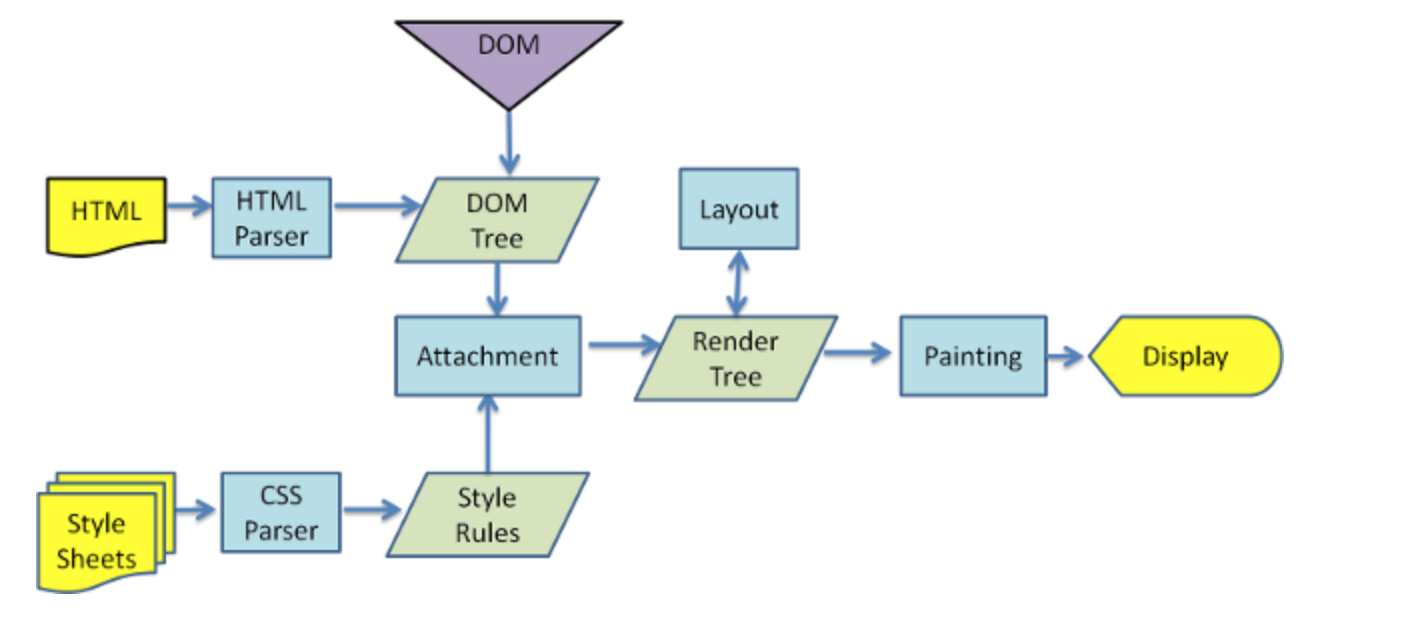 DOM
HTML
HTML
Parser
DOM
Tree
Layout
Attachment
Render
Tree
Painting
Display
Style
Sheets
CSS
Parser
Style
Rules